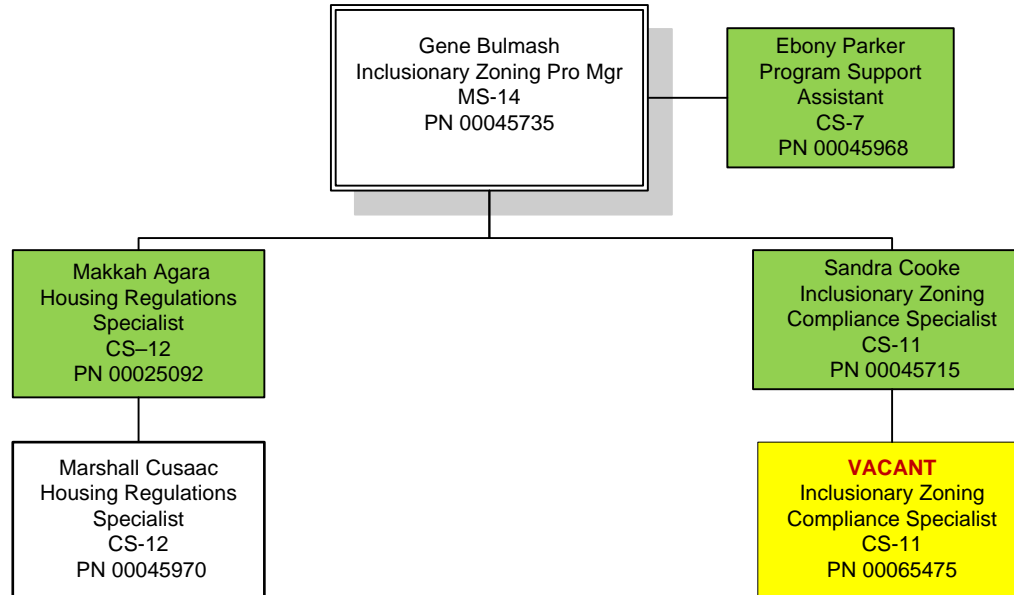 Gene Bulmash
Inclusionary Zoning Pro Mgr
MS-14
PN 00045735
Ebony Parker
Program Support
Assistant
CS-7
PN 00045968
Makkah Agara
Housing Regulations
Specialist
CS–12
PN 00025092
Sandra Cooke
Inclusionary Zoning
Compliance Specialist
CS-11
PN 00045715
Marshall Cusaac
Housing Regulations
Specialist
CS-12
PN 00045970
VACANT
Inclusionary Zoning
Compliance Specialist
CS-11
PN 00065475